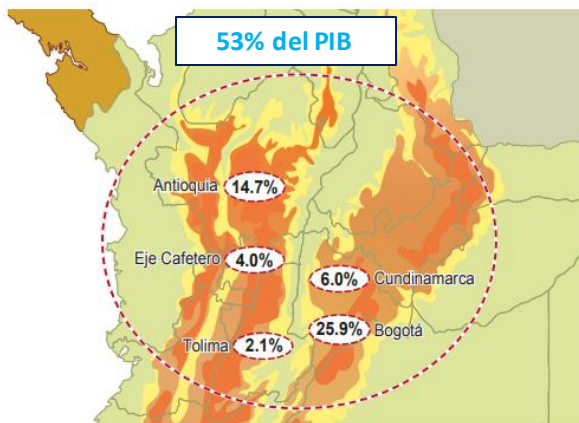 53% del PIB
Antioquia 14.7%
Eje Cafetero 4.0%
6.0% Cundinamarca
25.9% Bogotá
Tolima 2.1%